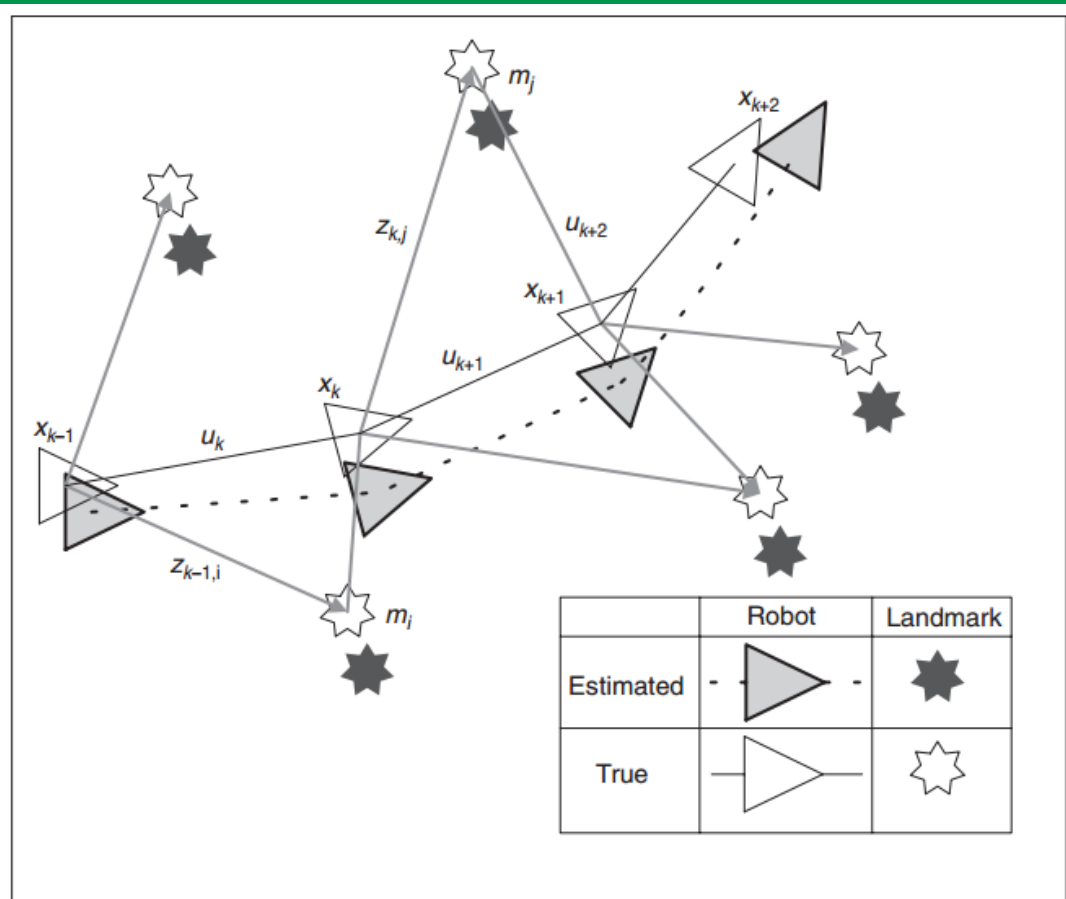 m_j
x_{k+2}
z_{k,j}
u_{k+2}
x_{k+1}
u_{k+1}
x_k
x_{k–1}
u_k
z_{k–1,i}
m_i
Robot Landmark
Estimated
True